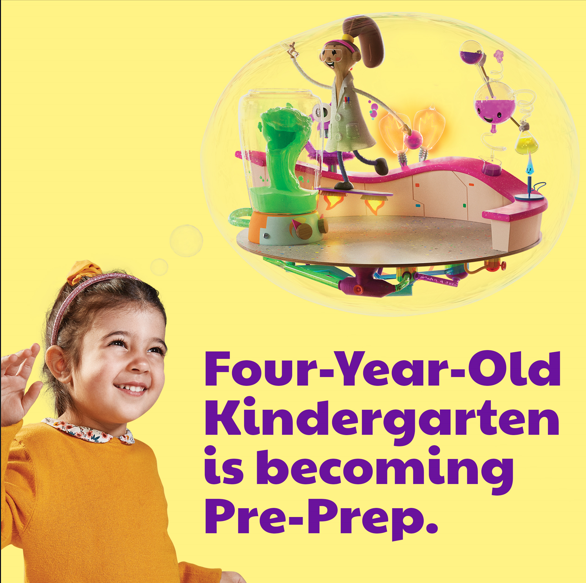 Four-Year-Old
Kindergarten
is becoming
Pre-Prep.